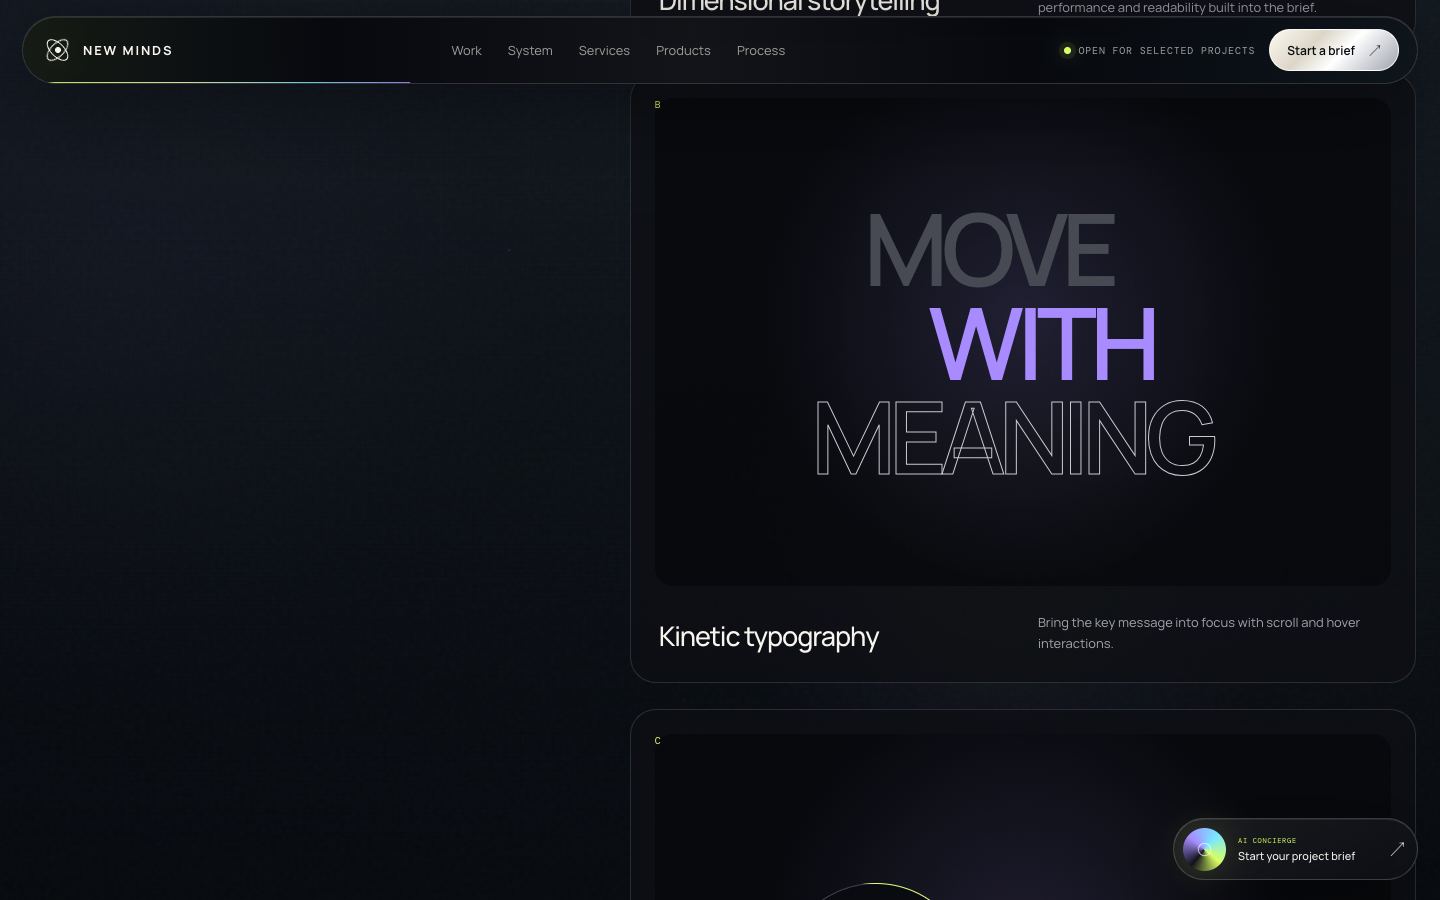 Dimensional storytelling
performance and readability built into the brief.
NEW MINDS
Work
System
Services
Products
Process
OPEN FOR SELECTED PROJECTS
Start a brief
B
MOVE
WITH
MEANING
Kinetic typography
Bring the key message into focus with scroll and hover
interactions.
C
AI CONCIERGE
Start your project brief